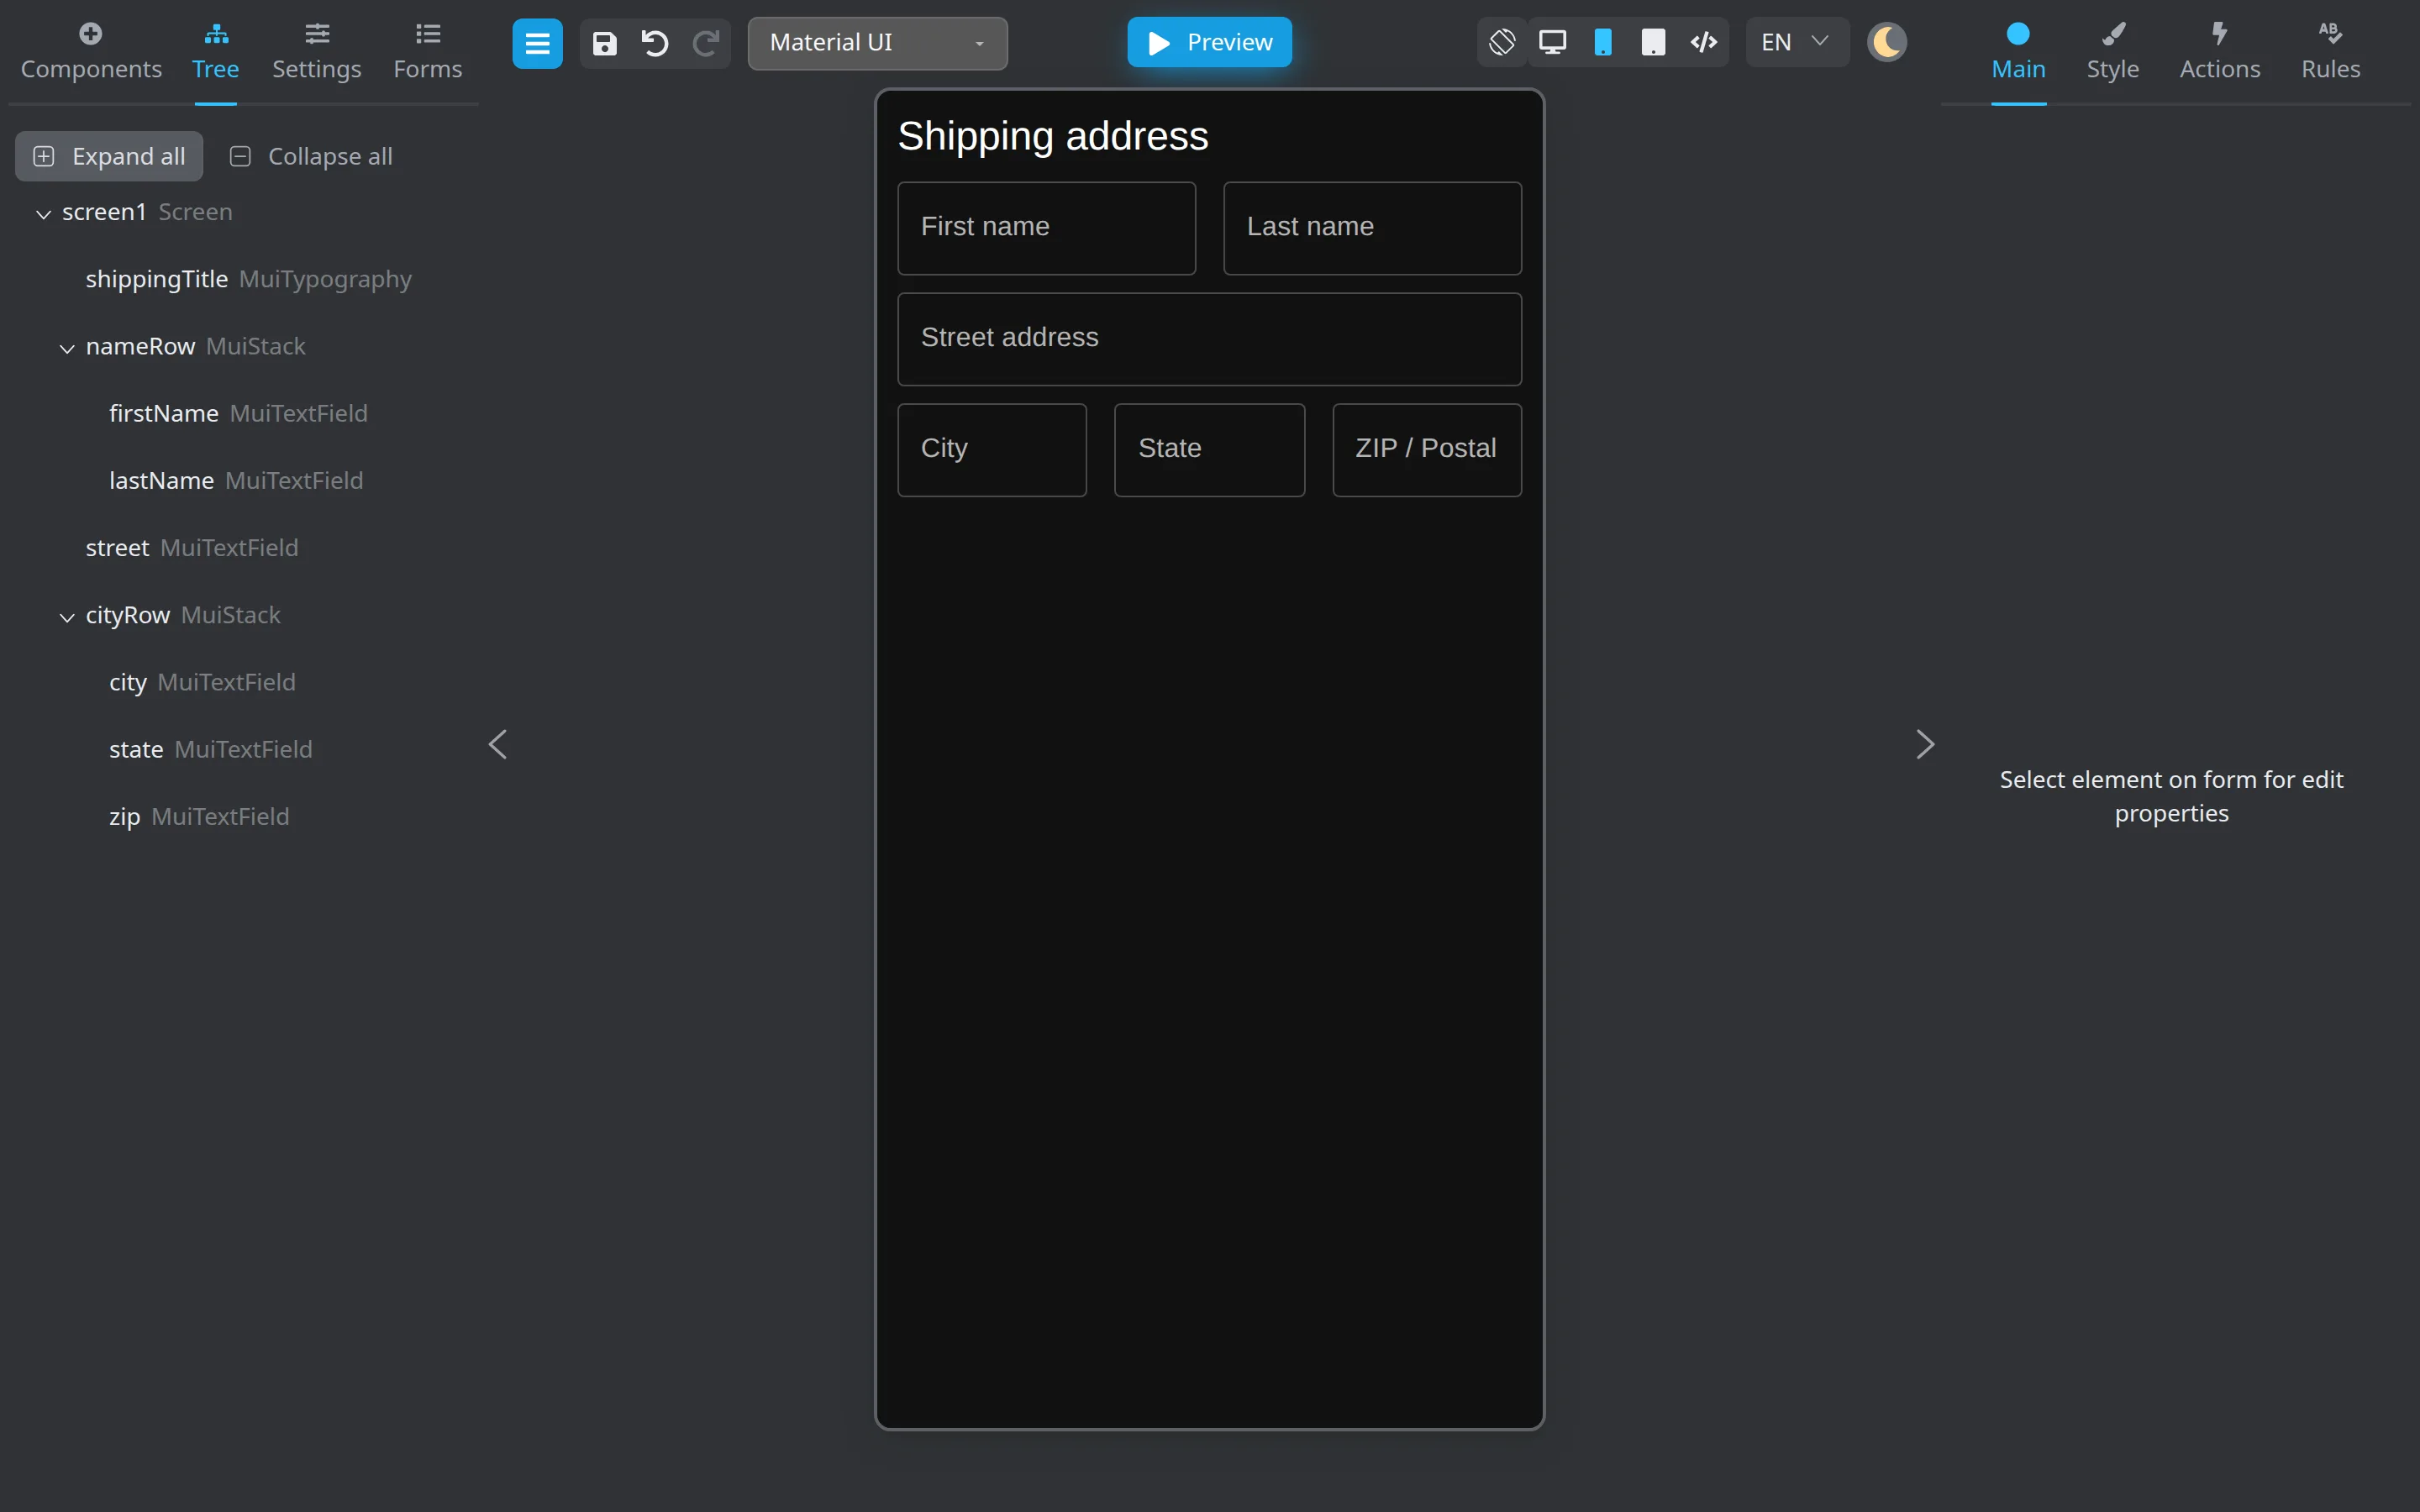 Components Tree Settings Forms
Material UI
Preview
EN
Main Style Actions Rules
Expand all Collapse all
screen1 Screen
shippingTitle MuiTypography
nameRow MuiStack
firstName MuiTextField
lastName MuiTextField
street MuiTextField
cityRow MuiStack
city MuiTextField
state MuiTextField
zip MuiTextField
Shipping address
First name Last name
Street address
City State ZIP / Postal
Select element on form for edit
properties